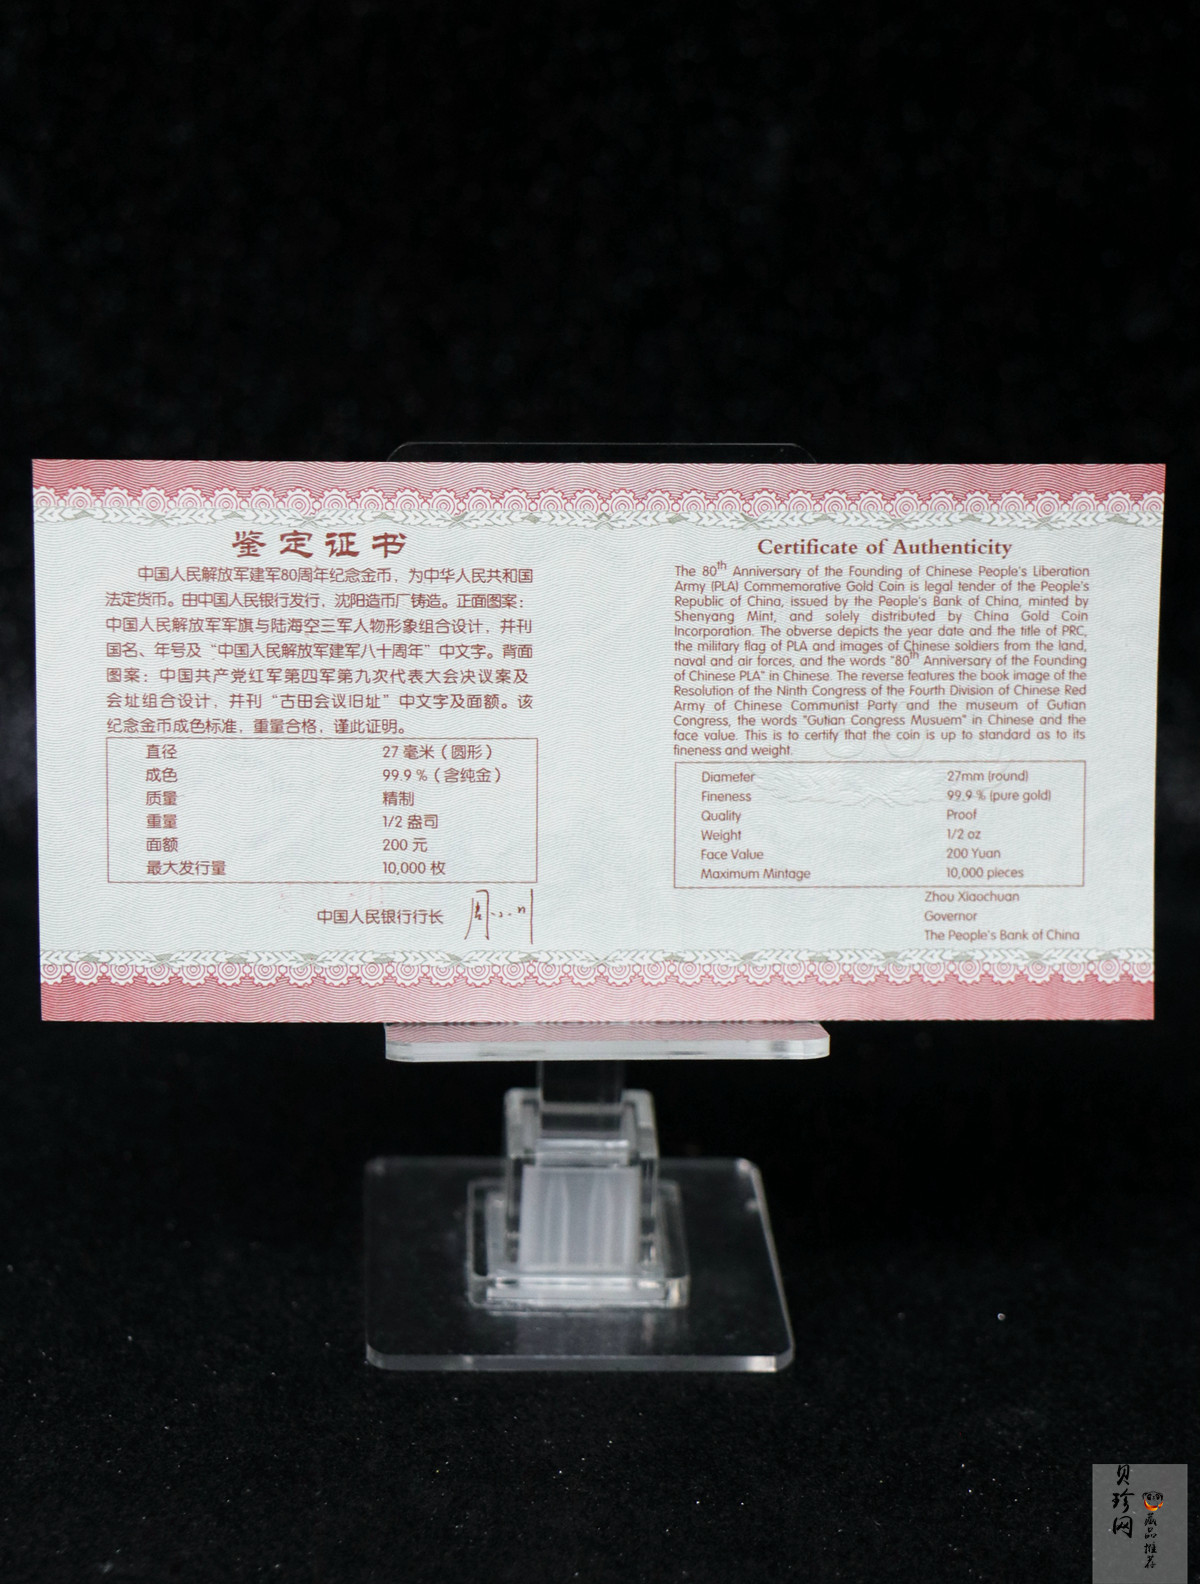 鉴定证书
中国人民解放军建军80周年纪念金币，为中华人民共和国
法定货币。由中国人民银行发行，沈阳造币厂铸造。正面图案：
中国人民解放军军旗与陆海空三军人物形象组合设计，并刊
国名、年号及“中国人民解放军建军八十周年”中文字。背面
图案：中国共产党红军第四军第九次代表大会决议案及
会址组合设计，并刊“古田会议旧址”中文字及面额。该
纪念金币成色标准，重量合格，谨此证明。
直径 27 毫米（圆形）
成色 99.9 %（含纯金）
质量 精制
重量 1/2 盎司
面额 200 元
最大发行量 10,000 枚
中国人民银行行长 周小川
Certificate of Authenticity
The 80th Anniversary of the Founding of Chinese People's Liberation
Army (PLA) Commemorative Gold Coin is legal tender of the People's
Republic of China, issued by the People's Bank of China, minted by
Shenyang Mint, and solely distributed by China Gold Coin
Incorporation. The obverse depicts the year date and the title of PRC,
the military flag of PLA and images of Chinese soldiers from the land,
naval and air forces, and the words "80th Anniversary of the Founding
of Chinese PLA" in Chinese. The reverse features the book image of the
Resolution of the Ninth Congress of the Fourth Division of Chinese Red
Army of Chinese Communist Party and the museum of Gutian
Congress, the words "Gutian Congress Musuem" in Chinese and the
face value. This is to certify that the coin is up to standard as to its
fineness and weight.
Diameter 27mm (round)
Fineness 99.9 % (pure gold)
Quality Proof
Weight 1/2 oz
Face Value 200 Yuan
Maximum Mintage 10,000 pieces
Zhou Xiaochuan
Governor
The People's Bank of China
贝珍网
藏品推荐